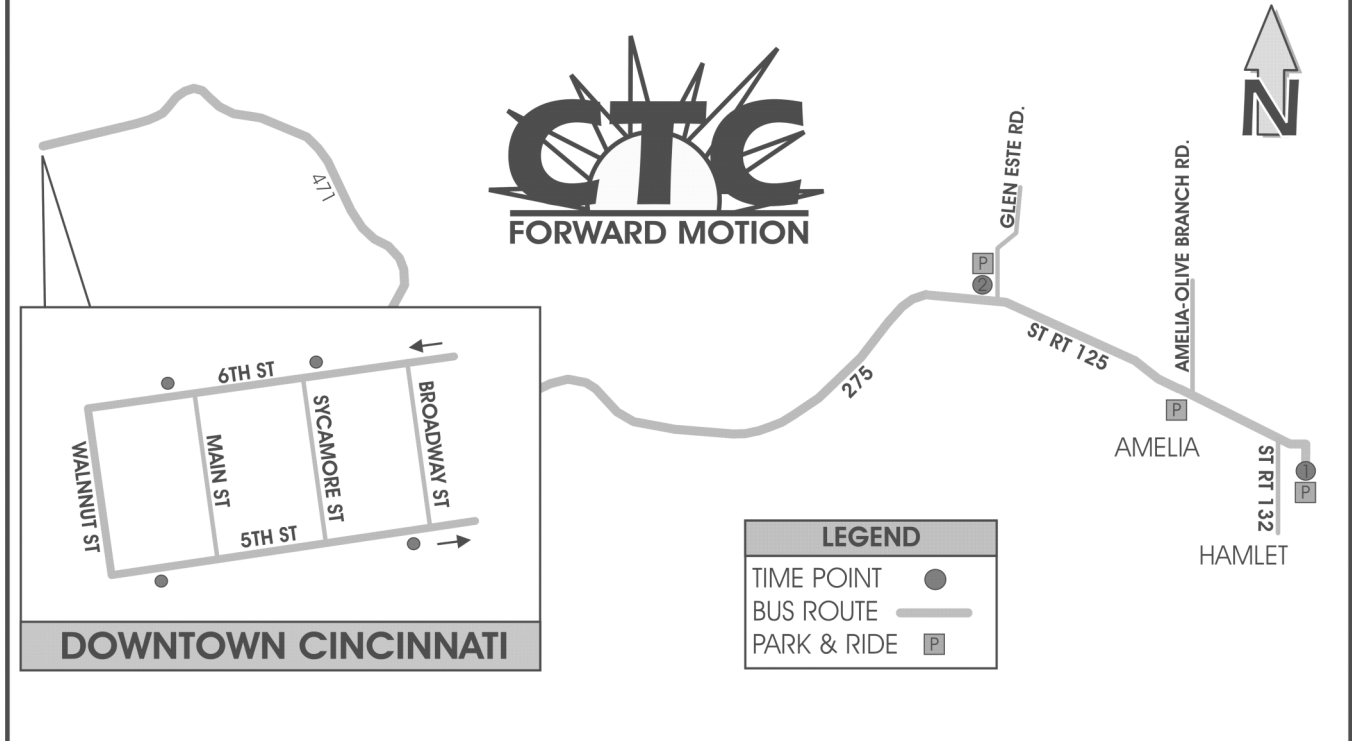 N
CTC
FORWARD MOTION
471
GLEN ESTE RD.
AMELIA-OLIVE BRANCH RD.
P
2
ST RT 125
275
P
AMELIA
1
P
ST RT 132
HAMLET
6TH ST
WALNNUT ST
MAIN ST
SYCAMORE ST
BROADWAY ST
5TH ST
DOWNTOWN CINCINNATI
LEGEND
TIME POINT
BUS ROUTE
PARK & RIDE P